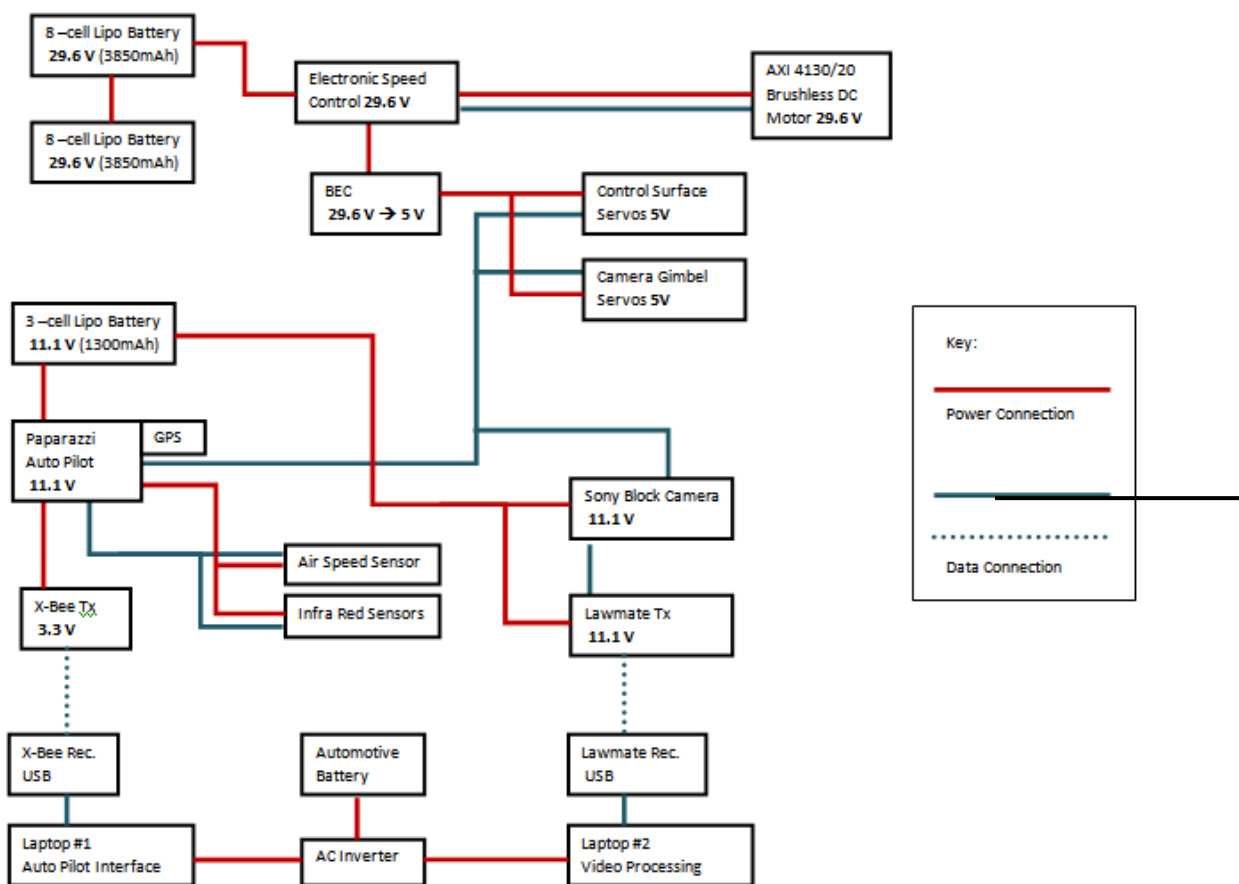 8 –cell Lipo Battery
29.6 V (3850mAh)
8 –cell Lipo Battery
29.6 V (3850mAh)
Electronic Speed
Control 29.6 V
AXI 4130/20
Brushless DC
Motor 29.6 V
BEC
29.6 V → 5 V
Control Surface
Servos 5V
Camera Gimbel
Servos 5V
3 –cell Lipo Battery
11.1 V (1300mAh)
Paparazzi
Auto Pilot
11.1 V
GPS
Sony Block Camera
11.1 V
Air Speed Sensor
Infra Red Sensors
X-Bee Tx
3.3 V
Lawmate Tx
11.1 V
X-Bee Rec.
USB
Automotive
Battery
Lawmate Rec.
USB
Laptop #1
Auto Pilot Interface
AC Inverter
Laptop #2
Video Processing
Key:
Power Connection
Data Connection